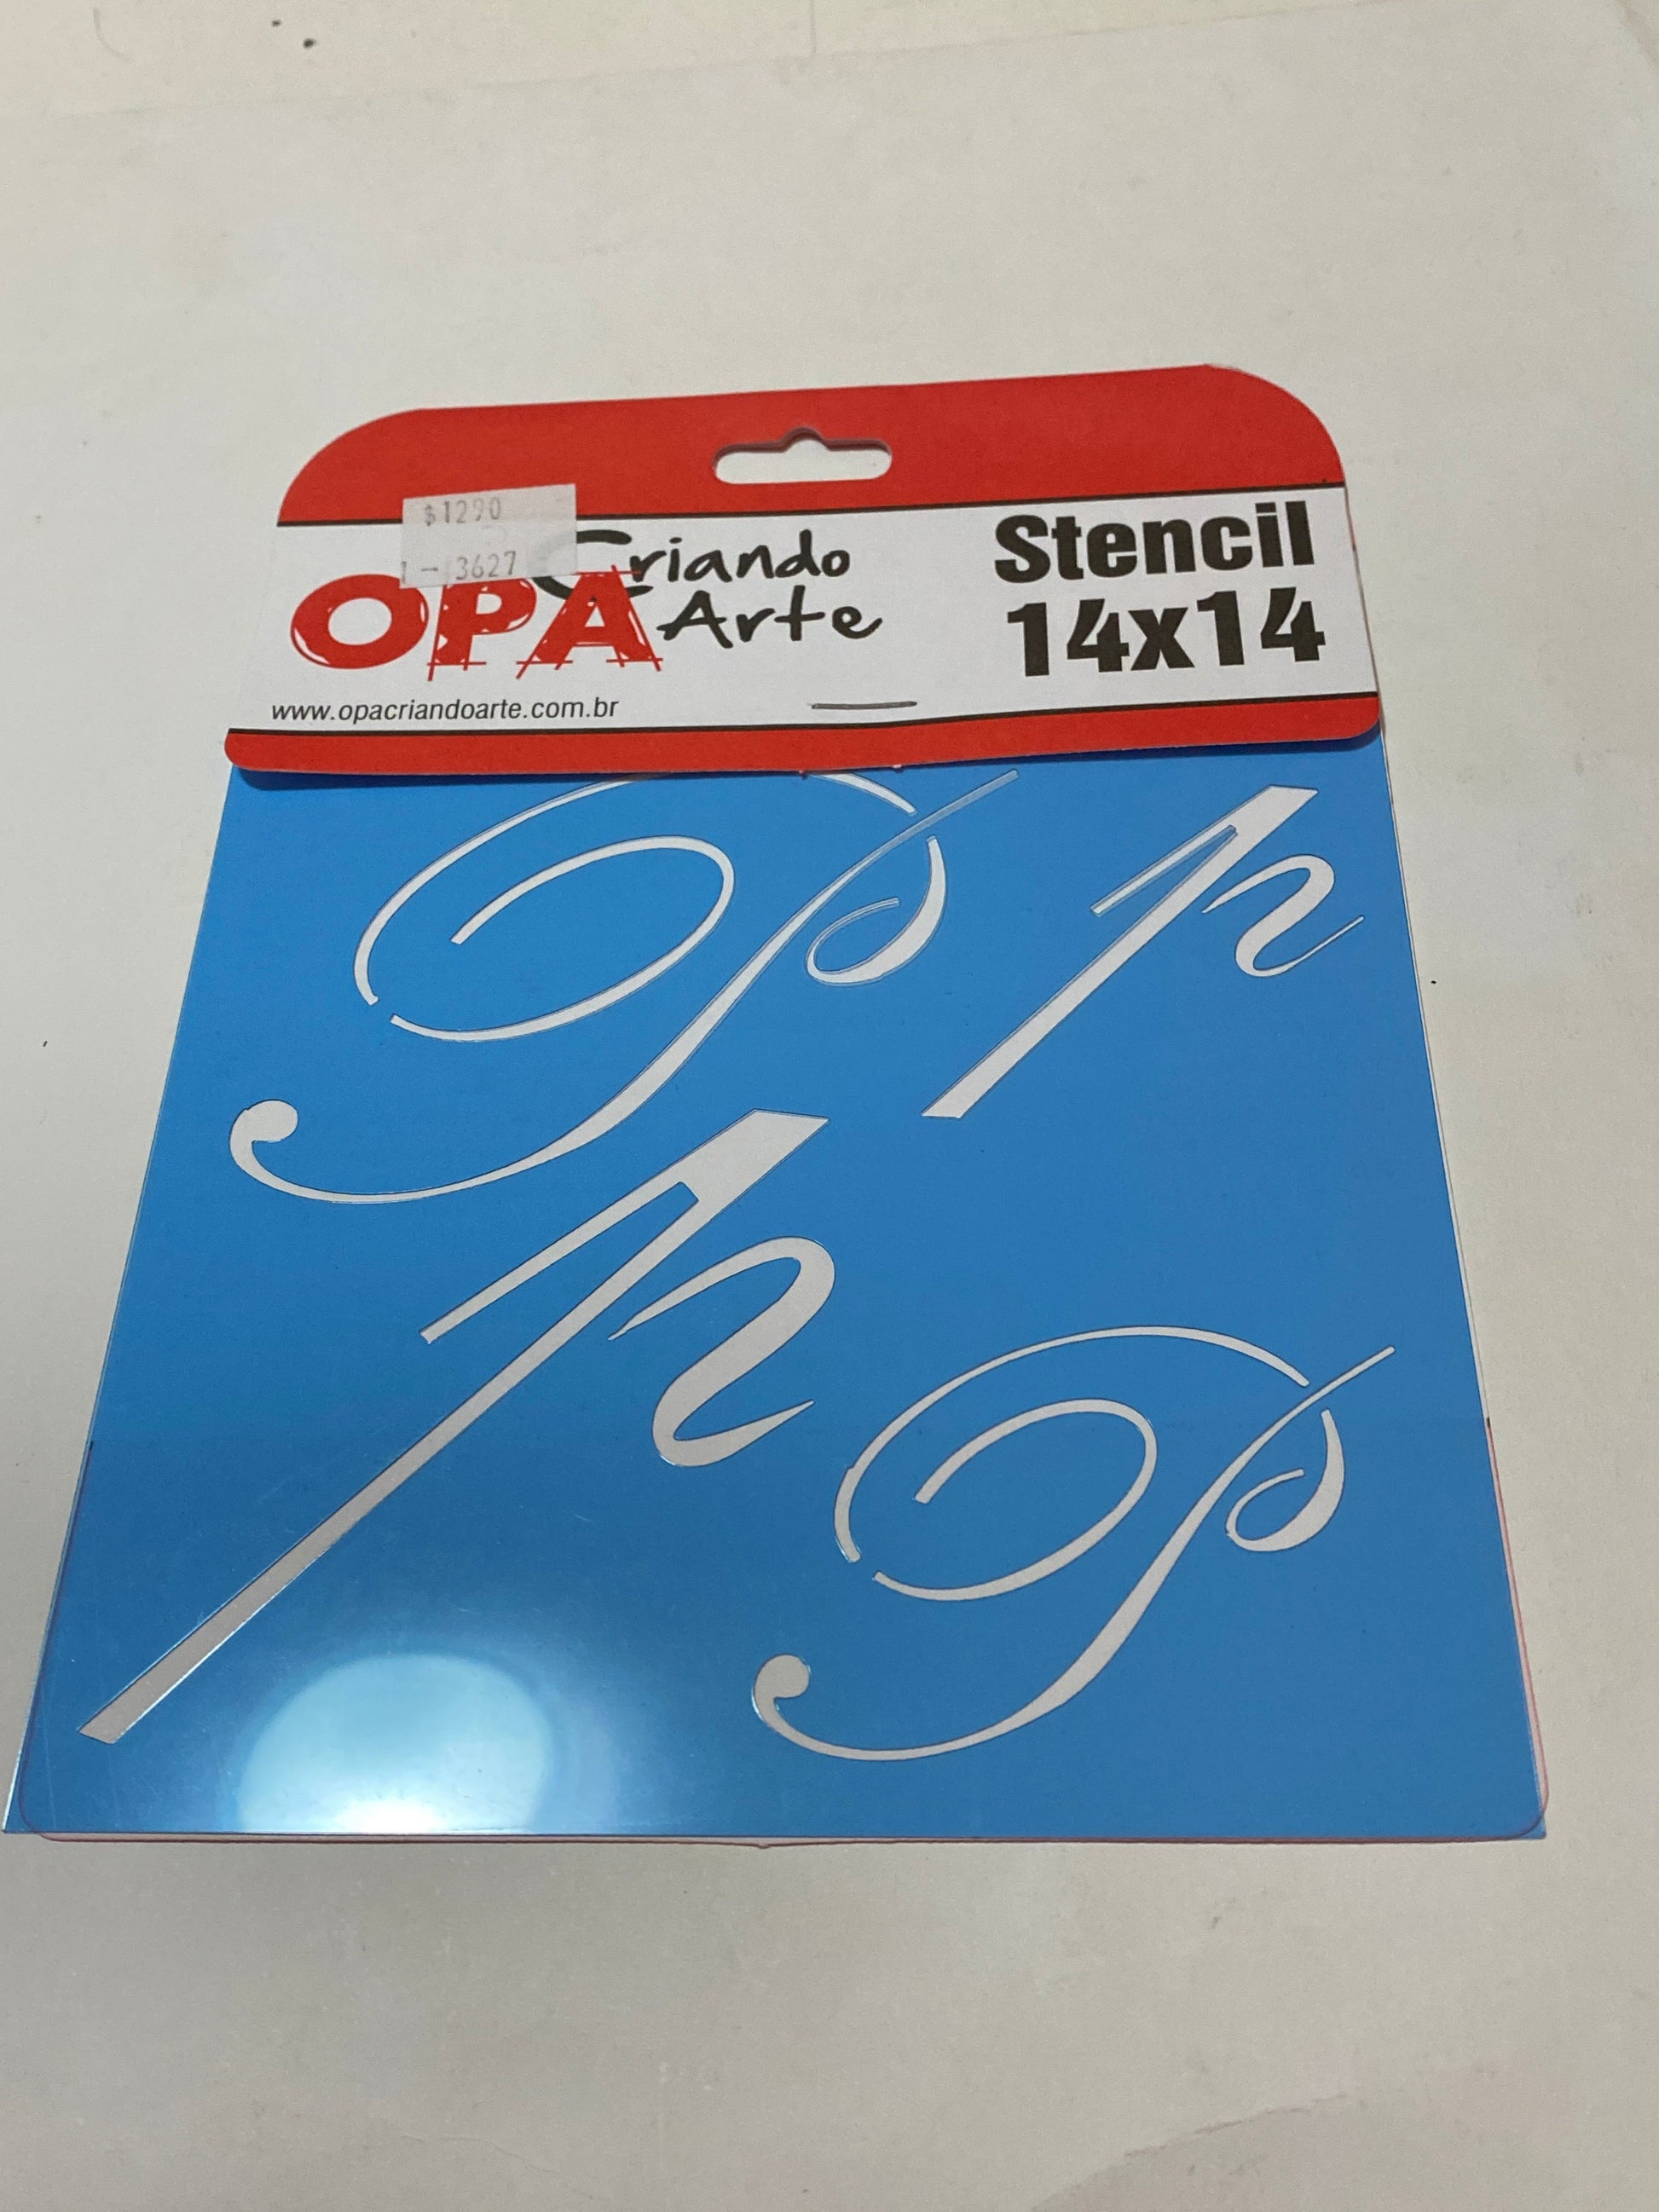 $1290
1-3627
OPA Criando
Arte
Stencil
14x14
www.opacriandoarte.com.br
P p
p P